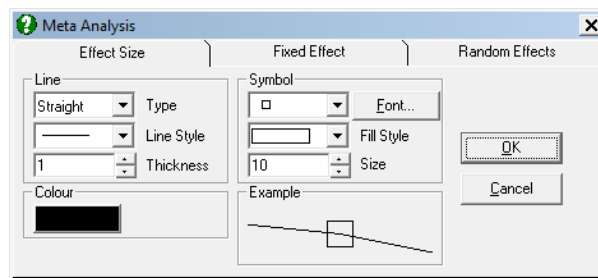 Meta Analysis
Effect Size Fixed Effect Random Effects
Line
Straight Type
Line Style
1 Thickness
Colour
Symbol
Font...
Fill Style
10 Size
Example
OK
Cancel